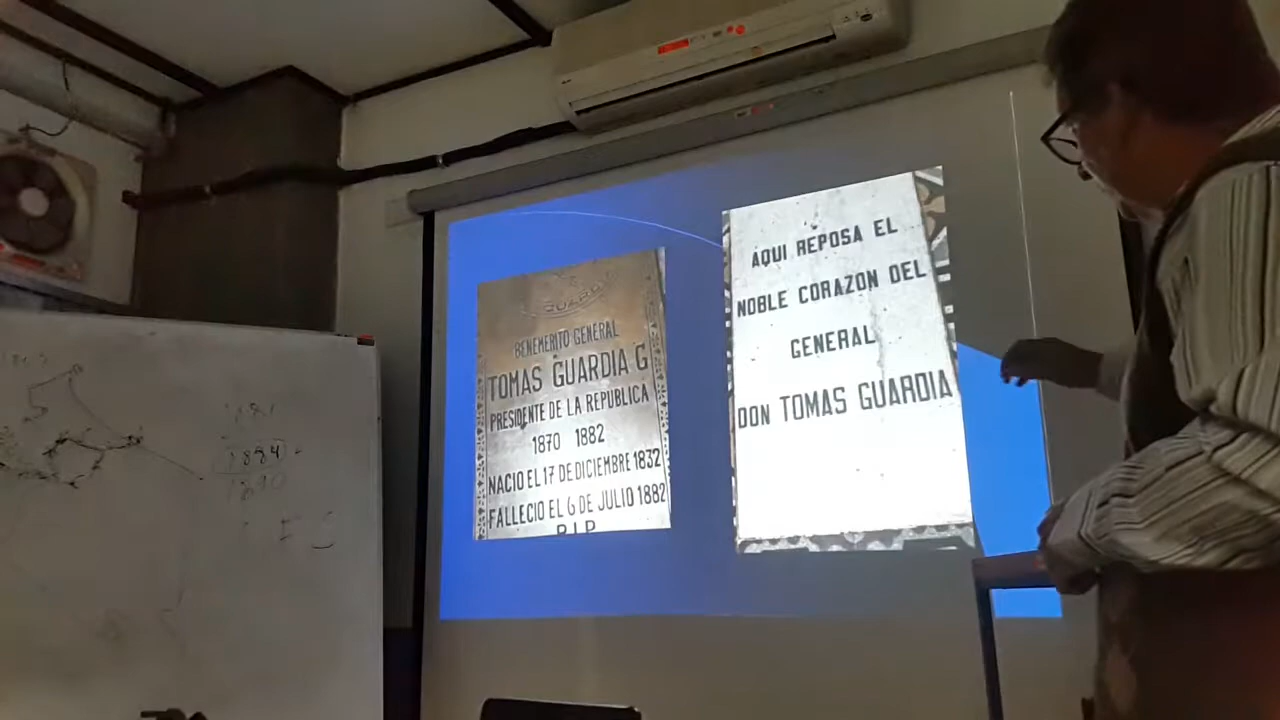 1884
GUARDI
BENEMERITO GENERAL
TOMAS GUARDIA G
PRESIDENTE DE LA REPUBLICA
1870 1882
NACIO EL 17 DE DICIEMBRE 1832
FALLECIO EL 6 DE JULIO 1882
R.I.P.
AQUI REPOSA EL
NOBLE CORAZON DEL
GENERAL
DON TOMAS GUARDIA